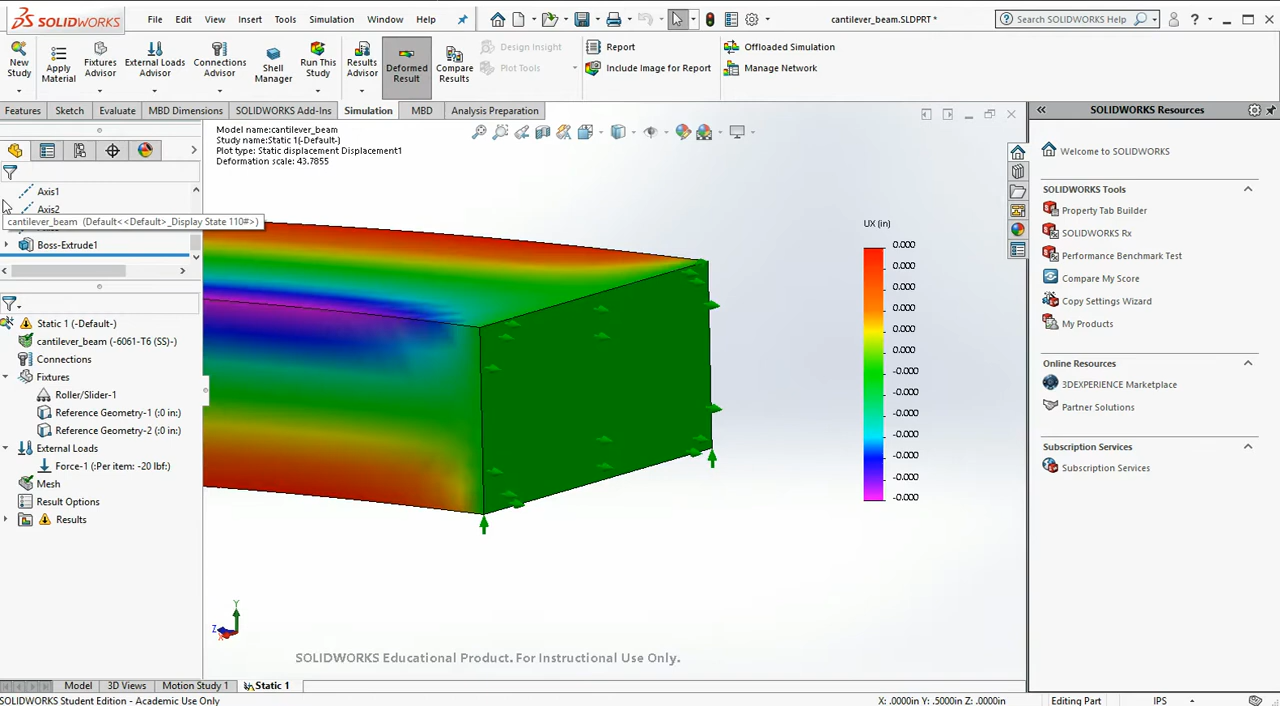 SOLIDWORKS File Edit View Insert Tools Simulation Window Help cantilever_beam.SLDPRT * Search SOLIDWORKS Help ?
New Study
Apply Material
Fixtures Advisor
External Loads Advisor
Connections Advisor
Shell Manager
Run This Study
Results Advisor
Deformed Result
Compare Results
Design Insight
Plot Tools
Report
Include Image for Report
Offloaded Simulation
Manage Network
Features Sketch Evaluate MBD Dimensions SOLIDWORKS Add-Ins Simulation MBD Analysis Preparation
Axis1
Axis2
cantilever_beam (Default<<Default>_Display State 110#>)
Boss-Extrude1
Static 1 (-Default-)
cantilever_beam (-6061-T6 (SS)-)
Connections
Fixtures
Roller/Slider-1
Reference Geometry-1 (:0 in:)
Reference Geometry-2 (:0 in:)
External Loads
Force-1 (:Per item: -20 lbf:)
Mesh
Result Options
Results
Model name:cantilever_beam
Study name:Static 1(-Default-)
Plot type: Static displacement Displacement1
Deformation scale: 43.7855
UX (in)
0.000
0.000
0.000
0.000
0.000
0.000
-0.000
-0.000
-0.000
-0.000
-0.000
-0.000
-0.000
Y
Z
X
SOLIDWORKS Educational Product. For Instructional Use Only.
SOLIDWORKS Resources
Welcome to SOLIDWORKS
SOLIDWORKS Tools
Property Tab Builder
SOLIDWORKS Rx
Performance Benchmark Test
Compare My Score
Copy Settings Wizard
My Products
Online Resources
3DEXPERIENCE Marketplace
Partner Solutions
Subscription Services
Subscription Services
Model 3D Views Motion Study 1 Static 1
SOLIDWORKS Student Edition - Academic Use Only X: .0000in Y: .5000in Z: .0000in Editing Part IPS